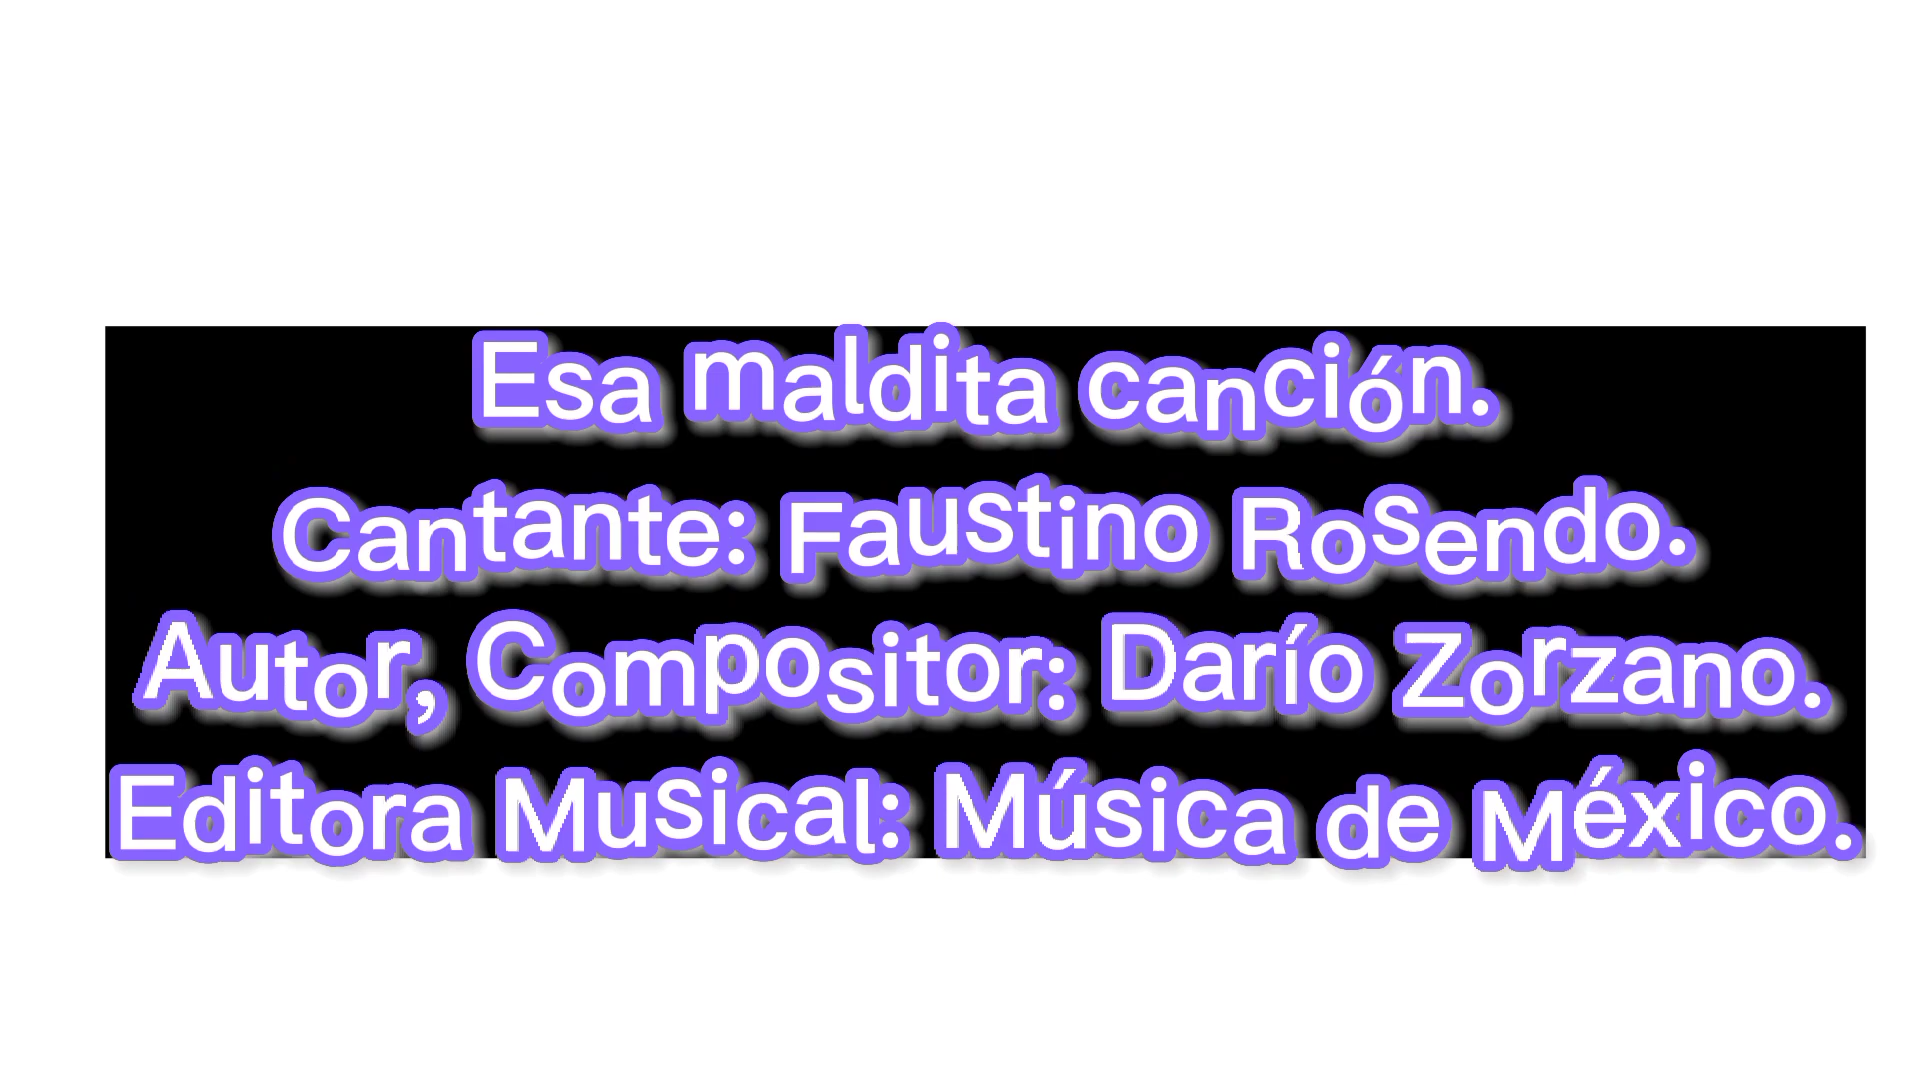 Esa maldita canción.
Cantante: Faustino Rosendo.
Autor, Compositor: Darío Zorzano.
Editora Musical: Música de México.